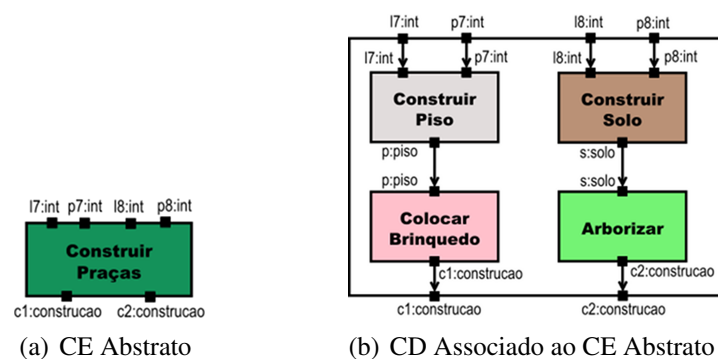 l7:int p7:int l8:int p8:int
Construir
Praças
c1:construcao c2:construcao
(a) CE Abstrato
l7:int p7:int l8:int p8:int
l7:int p7:int l8:int p8:int
Construir
Piso
Construir
Solo
p:piso s:solo
p:piso s:solo
Colocar
Brinquedo
Arborizar
c1:construcao c2:construcao
c1:construcao c2:construcao
(b) CD Associado ao CE Abstrato